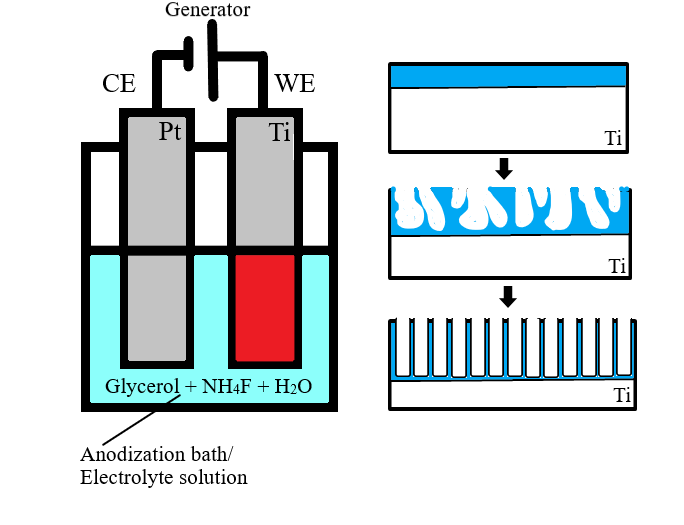 Generator
CE
WE
Pt
Ti
Glycerol + NH4F + H2O
Anodization bath/
Electrolyte solution
Ti
Ti
Ti